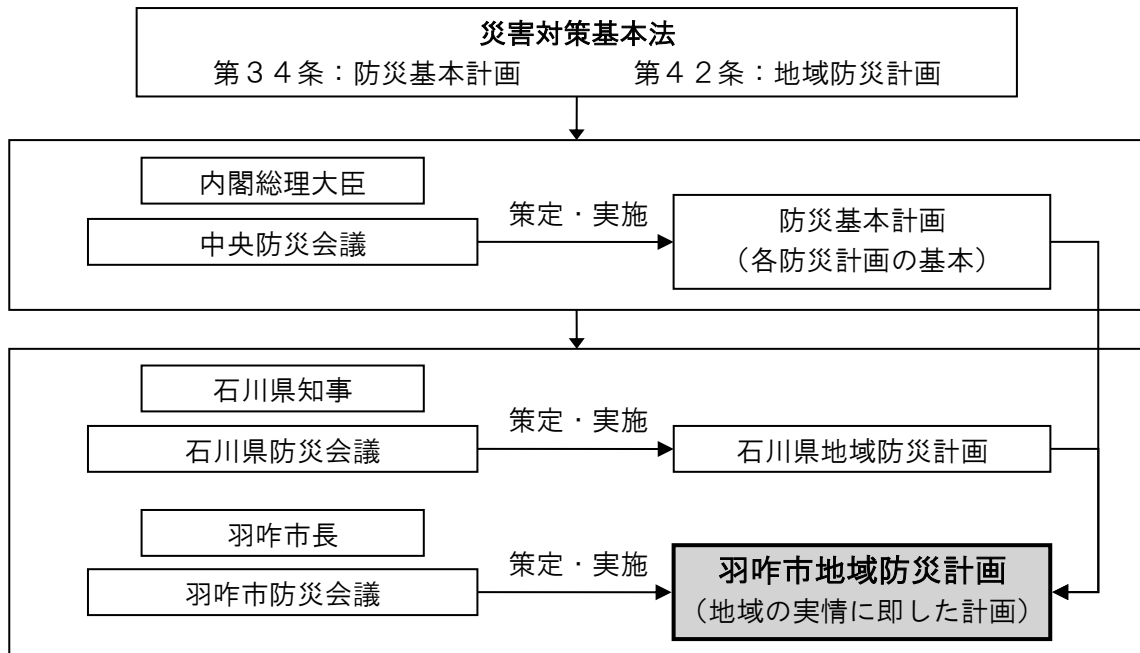 災害対策基本法
第３４条：防災基本計画　　　第４２条：地域防災計画
内閣総理大臣
中央防災会議
策定・実施
防災基本計画
（各防災計画の基本）
石川県知事
石川県防災会議
策定・実施
石川県地域防災計画
羽咋市長
羽咋市防災会議
策定・実施
羽咋市地域防災計画
（地域の実情に即した計画）